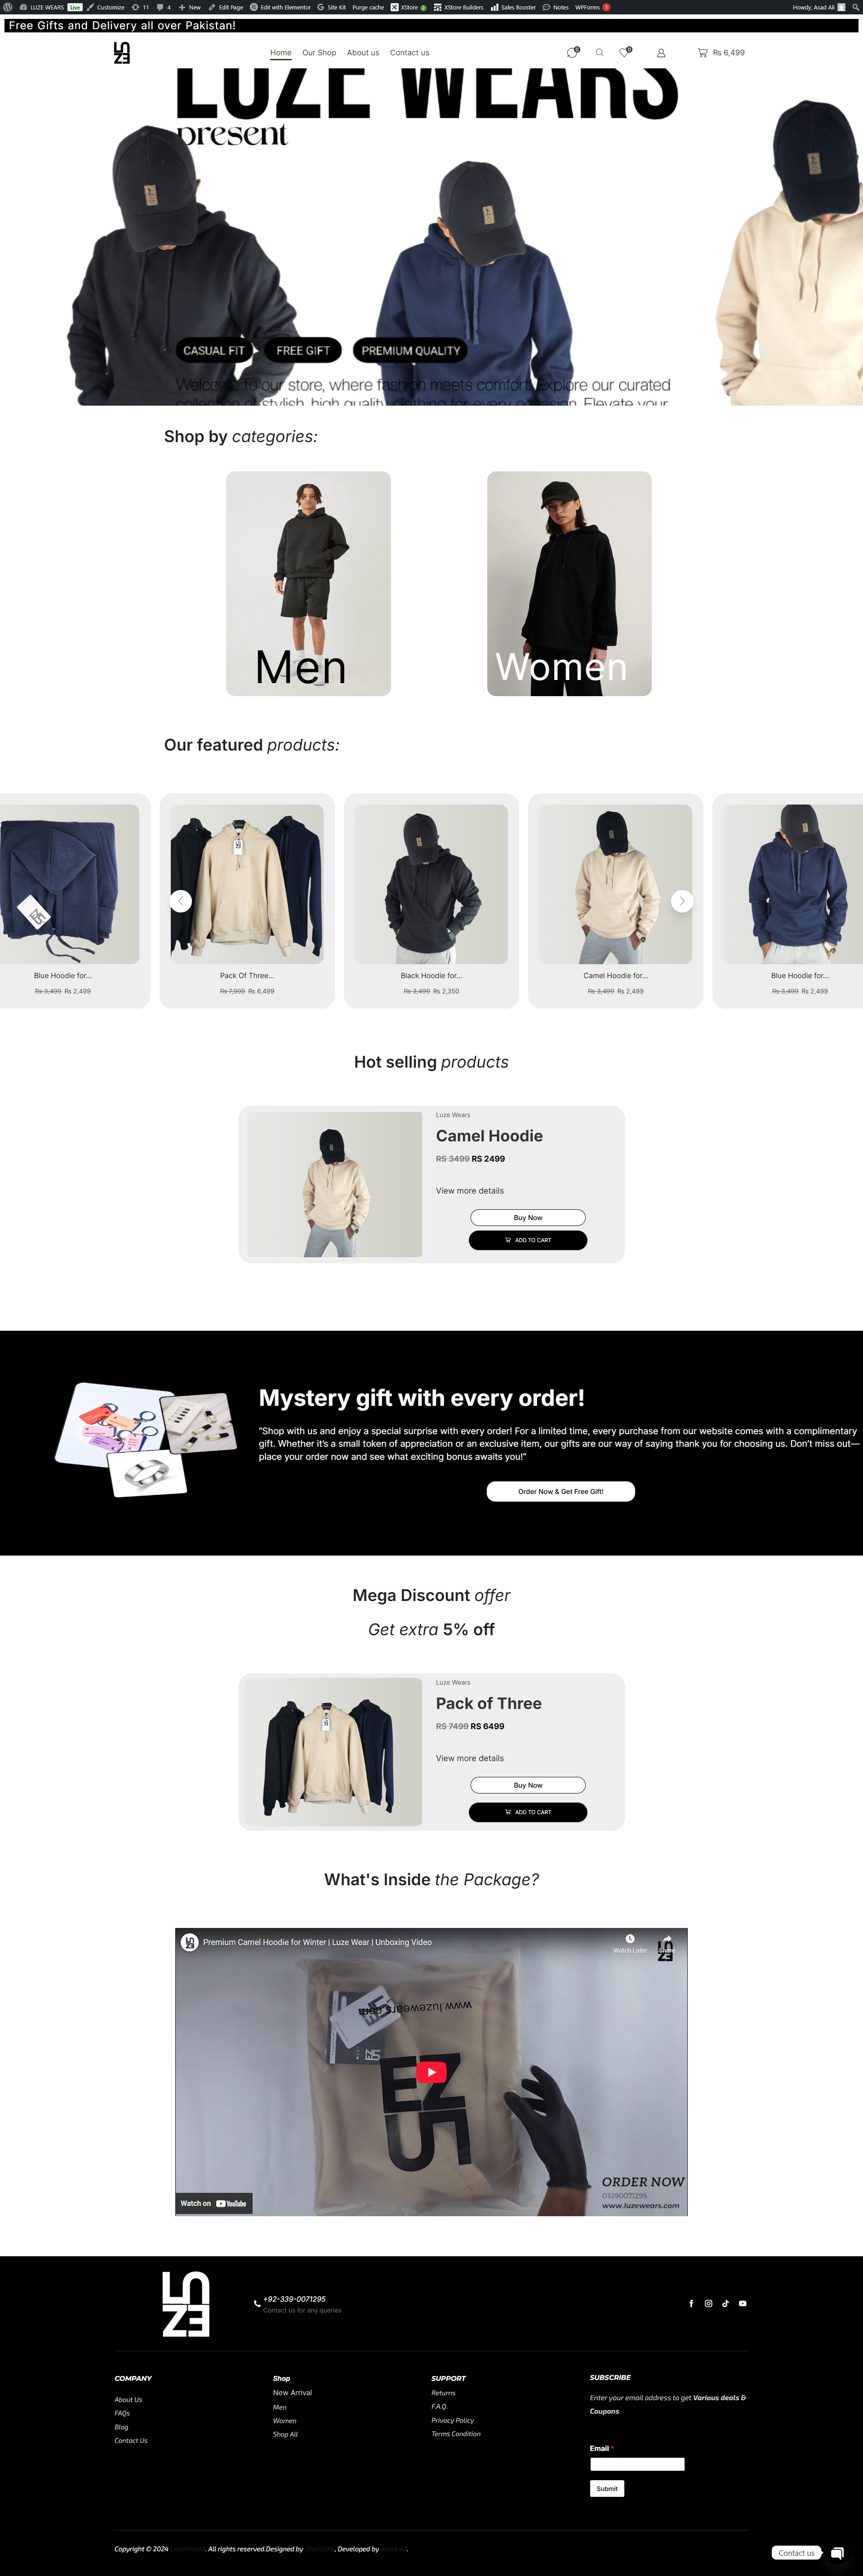 LUZE WEARS Live Customize 11 4 New Edit Page Edit with Elementor Site Kit Purge cache XStore 2 XStore Builders Sales Booster Notes WPForms 1 Howdy, Asad Ali
Free Gifts and Delivery all over Pakistan!
LUZE
Home Our Shop About us Contact us 0 0 ₨ 6,499
LUZE WEARS
present
CASUAL FIT FREE GIFT PREMIUM QUALITY
Welcome to our store, where fashion meets comfort. Explore our curated
collection of stylish, high quality clothing for every occasion. Elevate your
Shop by categories:
Men Women
Our featured products:
Blue Hoodie for... Pack Of Three... Black Hoodie for... Camel Hoodie for... Blue Hoodie for...
₨ 3,499 ₨ 2,499 ₨ 7,999 ₨ 6,499 ₨ 3,499 ₨ 2,350 ₨ 3,499 ₨ 2,499 ₨ 3,499 ₨ 2,499
Hot selling products
Luze Wears
Camel Hoodie
RS 3499 RS 2499
View more details
Buy Now
ADD TO CART
Mystery gift with every order!
"Shop with us and enjoy a special surprise with every order! For a limited time, every purchase from our website comes with a complimentary
gift. Whether it's a small token of appreciation or an exclusive item, our gifts are our way of saying thank you for choosing us. Don't miss out—
place your order now and see what exciting bonus awaits you!"
Order Now & Get Free Gift!
Mega Discount offer
Get extra 5% off
Luze Wears
Pack of Three
RS 7499 RS 6499
View more details
Buy Now
ADD TO CART
What's Inside the Package?
Premium Camel Hoodie for Winter | Luze Wear | Unboxing Video
Watch Later Share
www.luzewears.com
LUZE
ORDER NOW
03390071295
www.luzewears.com
Watch on YouTube
LUZE
+92-339-0071295
Contact us for any queries
COMPANY
About Us
FAQs
Blog
Contact Us
Shop
New Arrival
Men
Women
Shop All
SUPPORT
Returns
F.A.Q.
Privacy Policy
Terms Condition
SUBSCRIBE
Enter your email address to get Various deals &
Coupons
Email *
Submit
Copyright © 2024 . All rights reserved.Designed by , Developed by .
Contact us